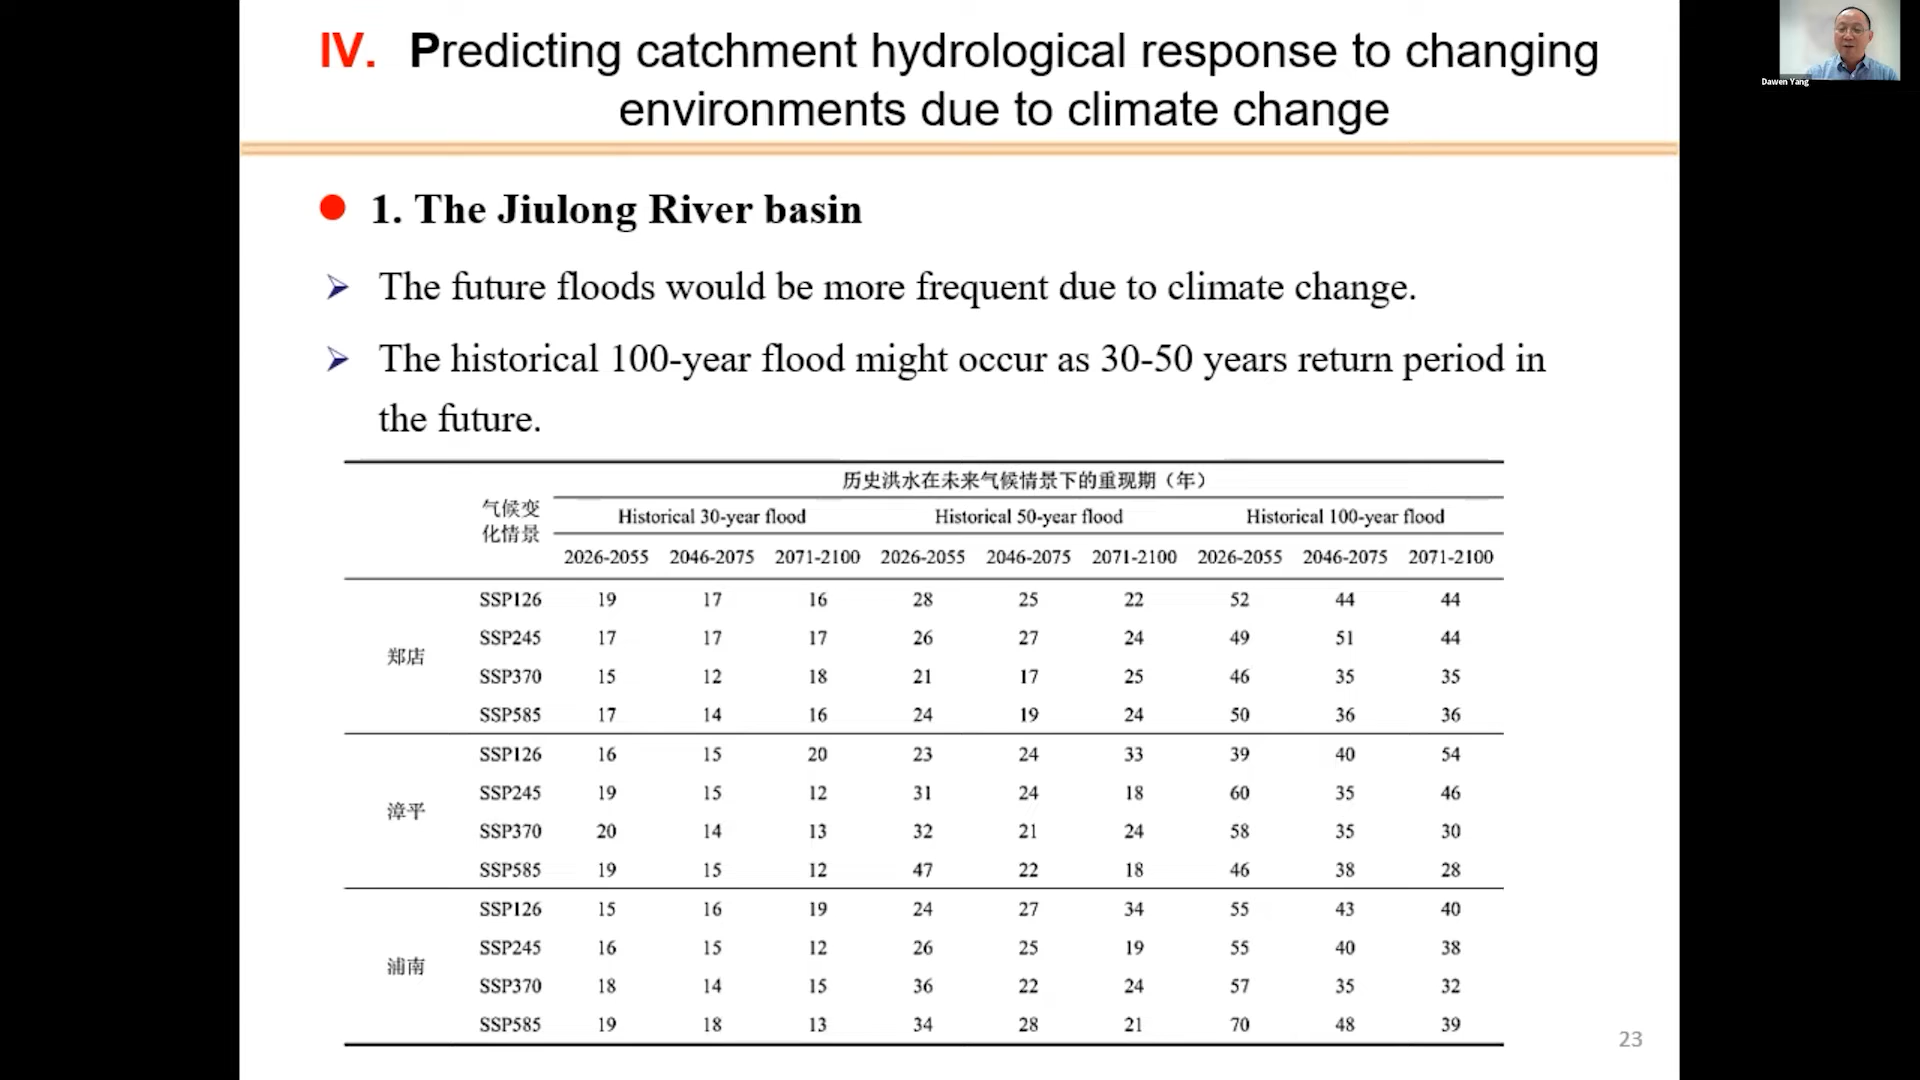 IV. Predicting catchment hydrological response to changing
environments due to climate change
Dawen Yang
1. The Jiulong River basin
The future floods would be more frequent due to climate change.
The historical 100-year flood might occur as 30-50 years return period in
the future.
历史洪水在未来气候情景下的重现期（年）
气候变
化情景
Historical 30-year flood Historical 50-year flood Historical 100-year flood
2026-2055 2046-2075 2071-2100 2026-2055 2046-2075 2071-2100 2026-2055 2046-2075 2071-2100
郑店
SSP126 19 17 16 28 25 22 52 44 44
SSP245 17 17 17 26 27 24 49 51 44
SSP370 15 12 18 21 17 25 46 35 35
SSP585 17 14 16 24 19 24 50 36 36
漳平
SSP126 16 15 20 23 24 33 39 40 54
SSP245 19 15 12 31 24 18 60 35 46
SSP370 20 14 13 32 21 24 58 35 30
SSP585 19 15 12 47 22 18 46 38 28
浦南
SSP126 15 16 19 24 27 34 55 43 40
SSP245 16 15 12 26 25 19 55 40 38
SSP370 18 14 15 36 22 24 57 35 32
SSP585 19 18 13 34 28 21 70 48 39
23